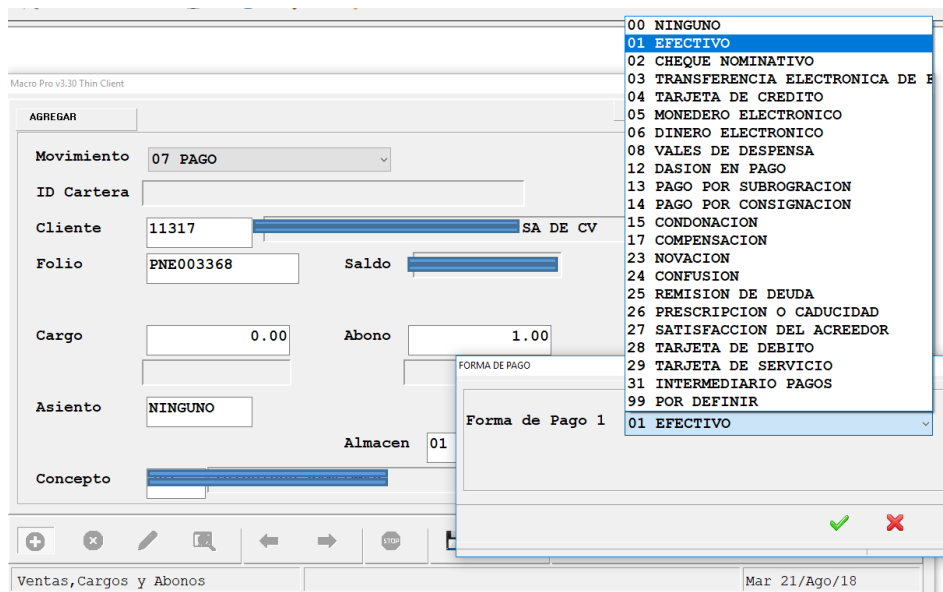 Macro Pro v3.30 Thin Client
AGREGAR
Movimiento 07 PAGO
ID Cartera
Cliente 11317 SA DE CV
Folio PNE003368 Saldo
Cargo 0.00 Abono 1.00
Asiento NINGUNO
Almacen 01
Concepto
00 NINGUNO
01 EFECTIVO
02 CHEQUE NOMINATIVO
03 TRANSFERENCIA ELECTRONICA DE
04 TARJETA DE CREDITO
05 MONEDERO ELECTRONICO
06 DINERO ELECTRONICO
08 VALES DE DESPENSA
12 DASION EN PAGO
13 PAGO POR SUBROGRACION
14 PAGO POR CONSIGNACION
15 CONDONACION
17 COMPENSACION
23 NOVACION
24 CONFUSION
25 REMISION DE DEUDA
26 PRESCRIPCION O CADUCIDAD
27 SATISFACCION DEL ACREEDOR
28 TARJETA DE DEBITO
29 TARJETA DE SERVICIO
31 INTERMEDIARIO PAGOS
99 POR DEFINIR
FORMA DE PAGO
Forma de Pago 1 01 EFECTIVO
STOP
Ventas,Cargos y Abonos Mar 21/Ago/18